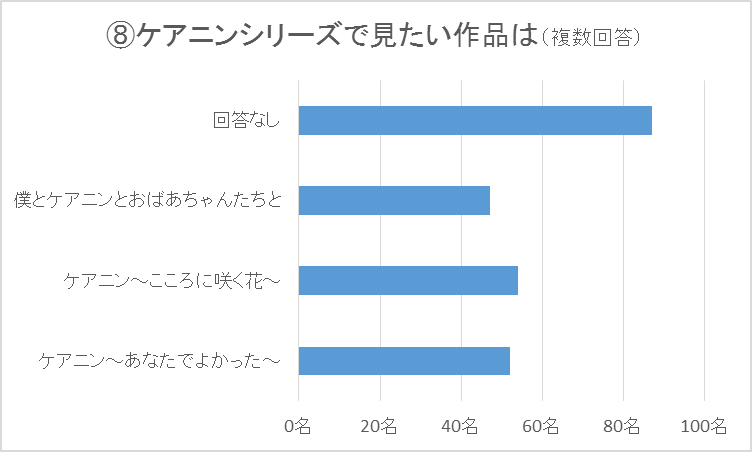 ⑧ケアニンシリーズで見たい作品は（複数回答）
回答なし
僕とケアニンとおばあちゃんたちと
ケアニン～こころに咲く花～
ケアニン～あなたでよかった～
0名 20名 40名 60名 80名 100名